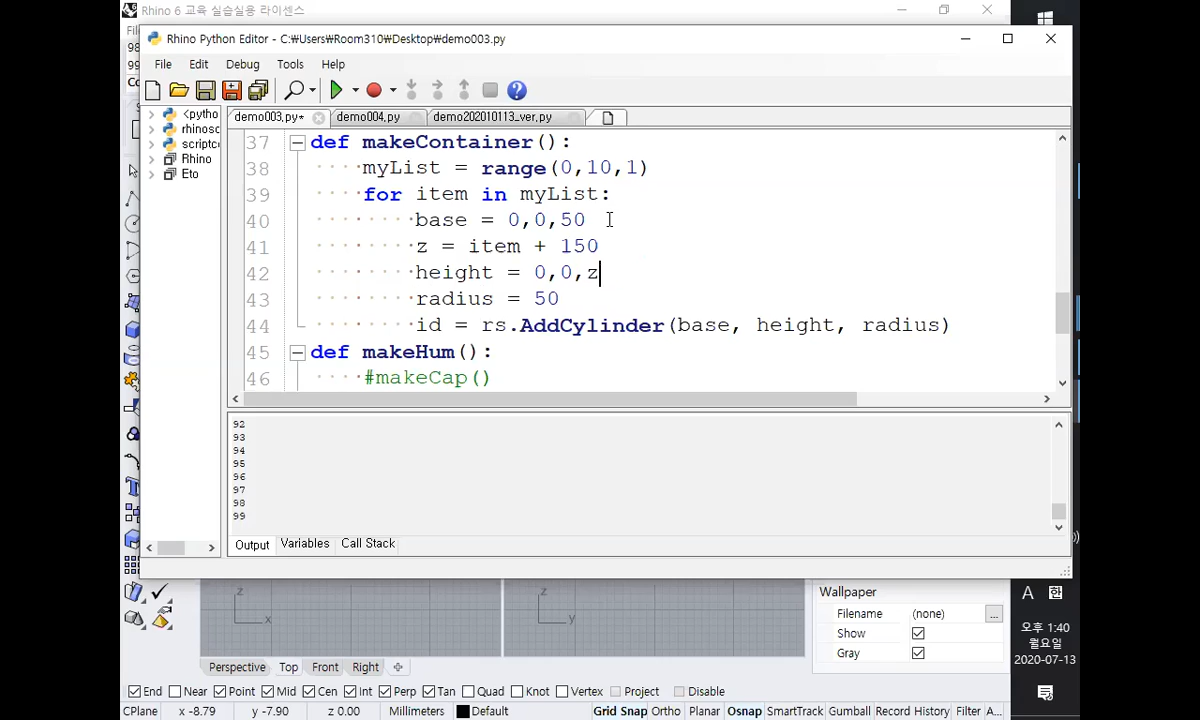 Rhino 6 교육 실습실용 라이센스
Rhino Python Editor - C:₩Users₩Room310₩Desktop₩demo003.py
File Edit Debug Tools Help
demo003.py* demo004.py demo202010113_ver.py
<pytho
rhinosc
scriptc
Rhino
Eto
37 def makeContainer():
38 myList = range(0,10,1)
39 for item in myList:
40 base = 0,0,50
41 z = item + 150
42 height = 0,0,z
43 radius = 50
44 id = rs.AddCylinder(base, height, radius)
45 def makeHum():
46 #makeCap()
92
93
94
95
96
97
98
99
Output Variables Call Stack
z x z y
Wallpaper
Filename (none) ...
Show
Gray
Perspective Top Front Right
End Near Point Mid Cen Int Perp Tan Quad Knot Vertex Project Disable
CPlane x -8.79 y -7.90 z 0.00 Millimeters Default Grid Snap Ortho Planar Osnap SmartTrack Gumball Record History Filter A...
A 한
오후 1:40
월요일
2020-07-13